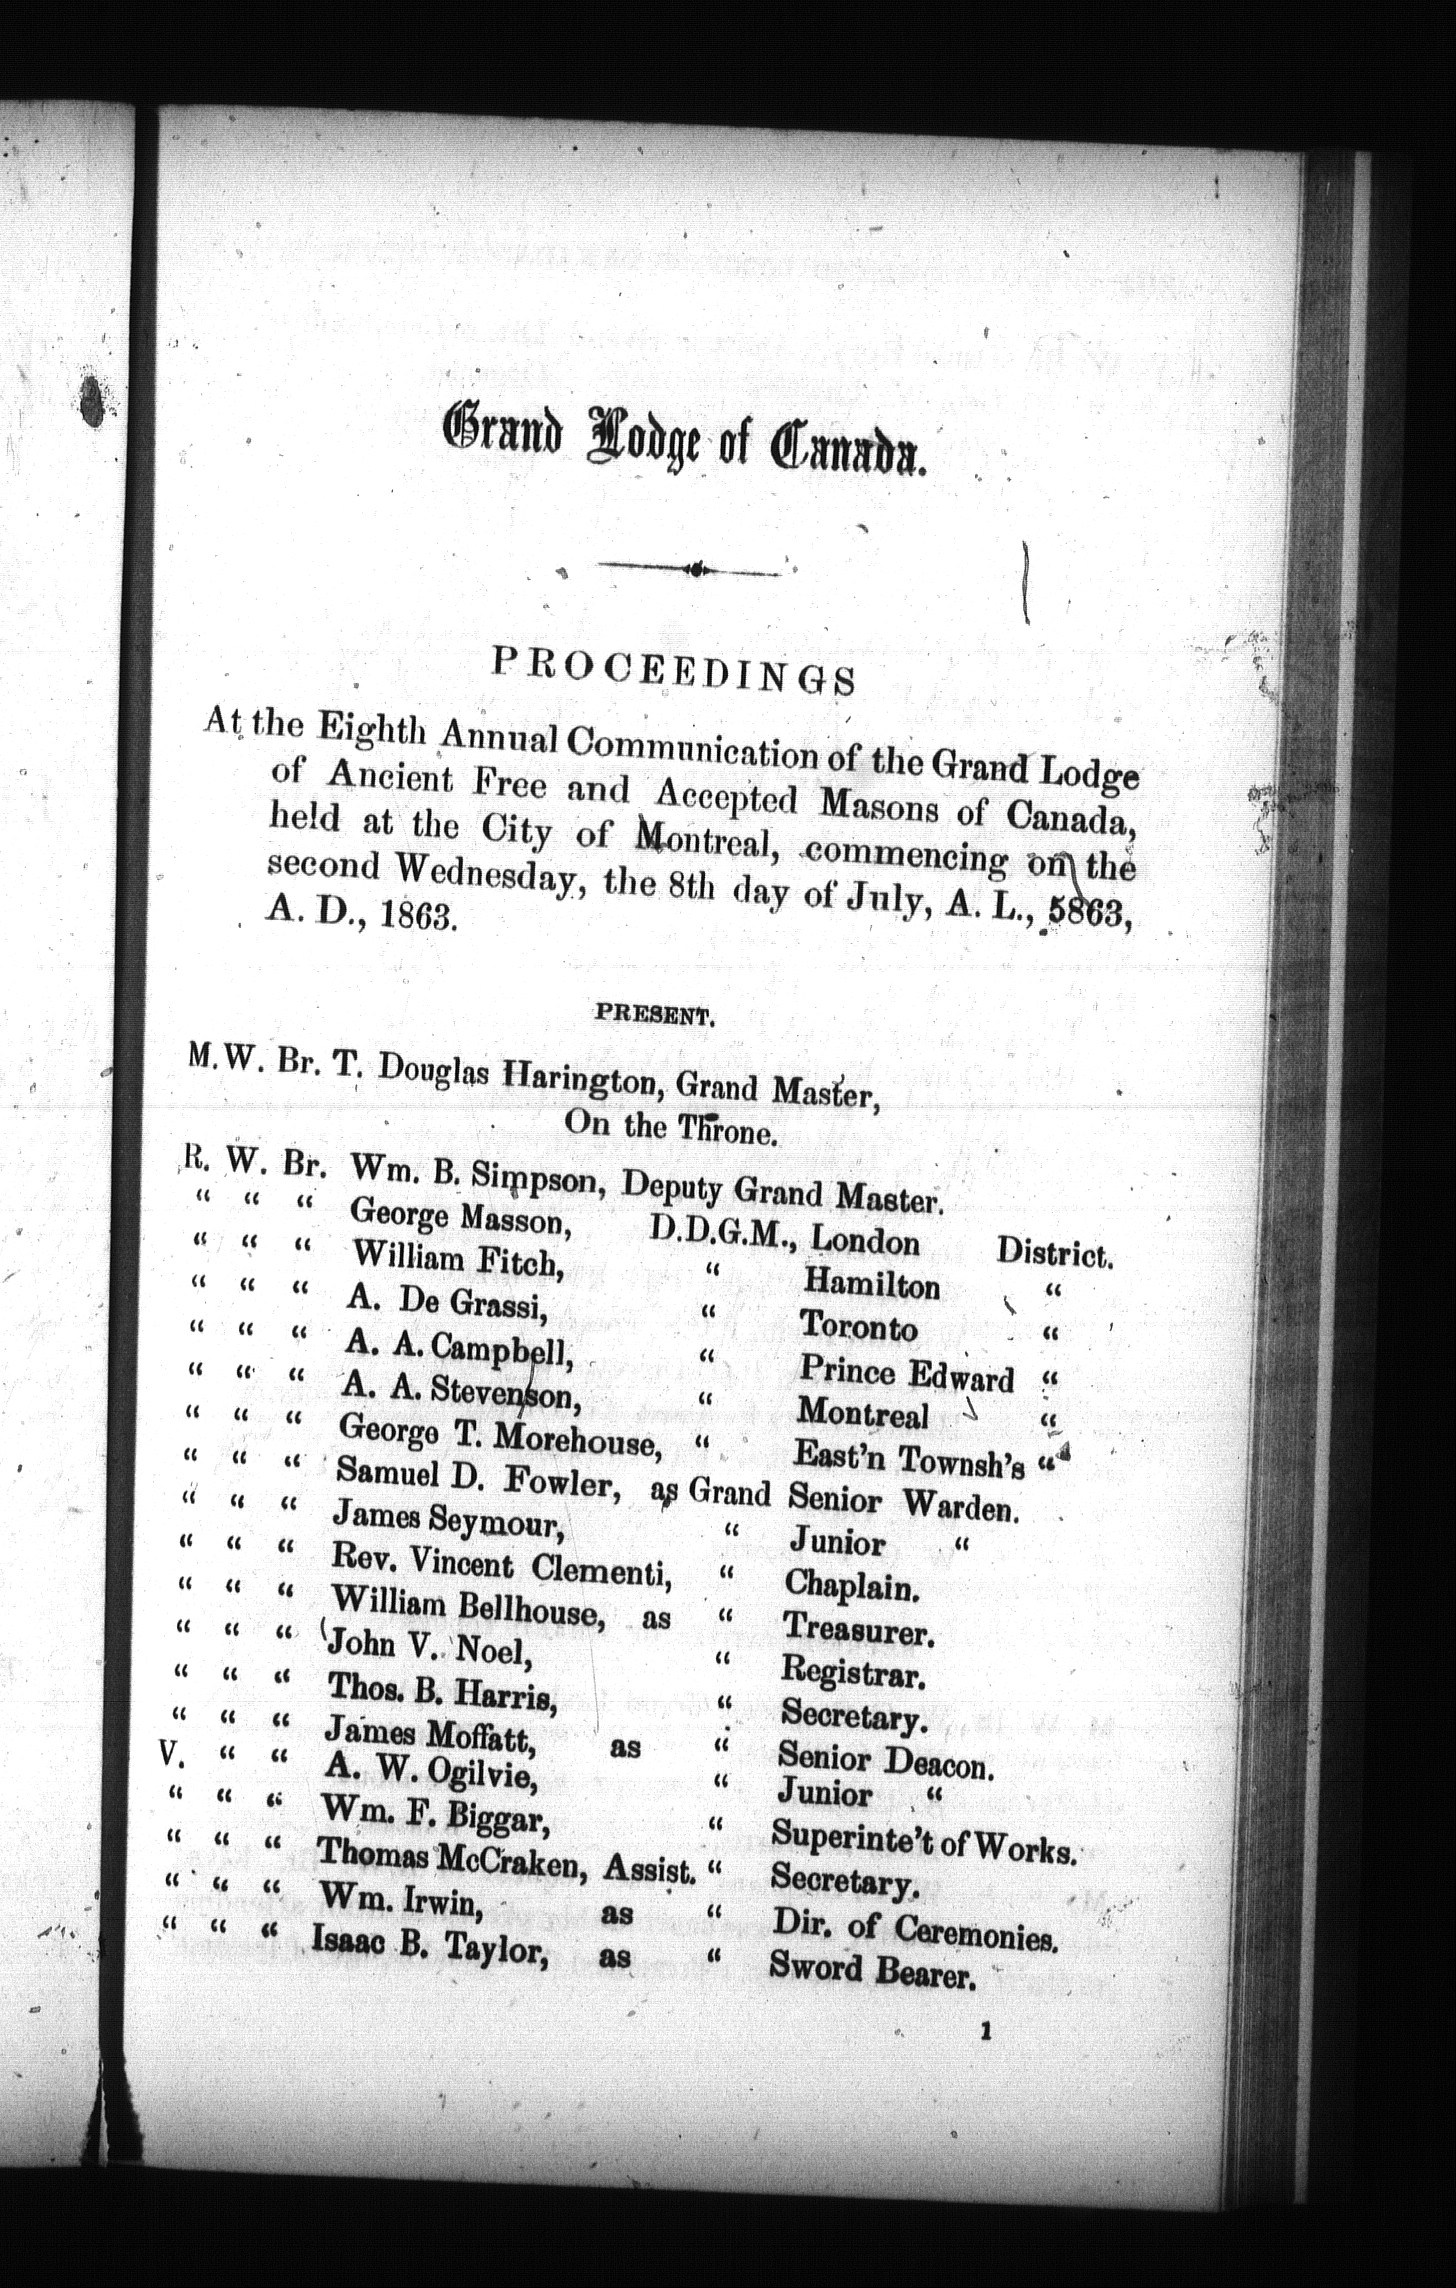 Grand Lodge of Canada.
PROCEEDINGS
At the Eighth Annual Communication of the Grand Lodge
of Ancient Free and Accepted Masons of Canada,
held at the City of Montreal, commencing on the
second Wednesday, the 8th day of July, A. L., 5863,
A. D., 1863.
PRESENT.
M. W. Br. T. Douglas Harington, Grand Master,
On the Throne.
R. W. Br. Wm. B. Simpson, Deputy Grand Master.
“ “ “ George Masson, D.D.G.M., London District.
“ “ “ William Fitch, “ Hamilton “
“ “ “ A. De Grassi, “ Toronto “
“ “ “ A. A. Campbell, “ Prince Edward “
“ “ “ A. A. Stevenson, “ Montreal “
“ “ “ George T. Morehouse, “ East'n Townsh's “
“ “ “ Samuel D. Fowler, as Grand Senior Warden.
“ “ “ James Seymour, “ Junior “
“ “ “ Rev. Vincent Clementi, “ Chaplain.
“ “ “ William Bellhouse, as “ Treasurer.
“ “ “ John V. Noel, “ Registrar.
“ “ “ Thos. B. Harris, “ Secretary.
“ “ “ James Moffatt, as “ Senior Deacon.
V. “ “ A. W. Ogilvie, “ Junior “
“ “ “ Wm. F. Biggar, “ Superinte't of Works.
“ “ “ Thomas McCraken, Assist. “ Secretary.
“ “ “ Wm. Irwin, as “ Dir. of Ceremonies.
“ “ “ Isaac B. Taylor, as “ Sword Bearer.
1